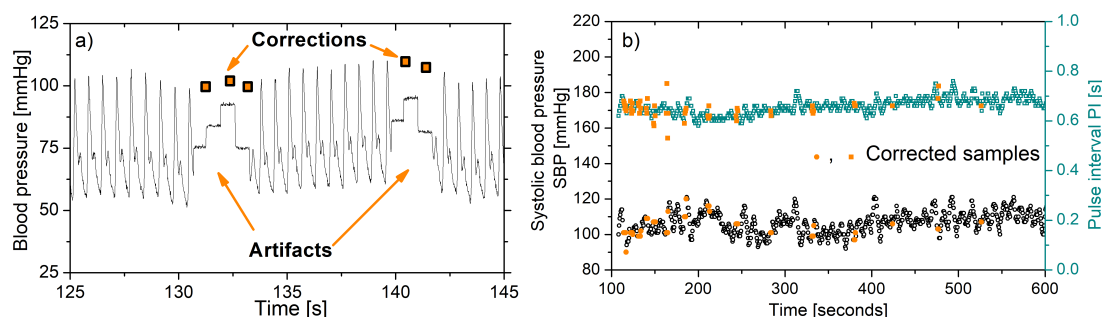 a)
Corrections
Artifacts
Blood pressure [mmHg]
125
100
75
50
25
125 130 135 140 145
Time [s]
b)
Systolic blood pressure
SBP [mmHg]
220
200
180
160
140
120
100
80
, Corrected samples
100 200 300 400 500 600
Time [seconds]
1.0
0.8
0.6
0.4
0.2
0.0
Pulse interval PI [s]